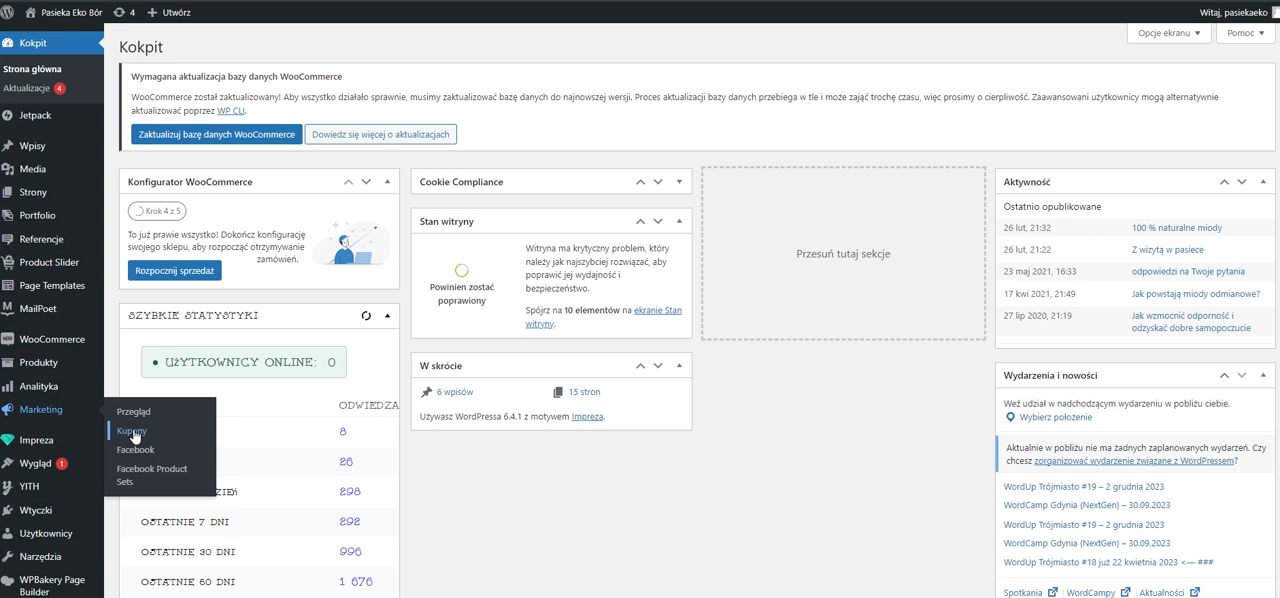 Pasieka Eko Bór
4
Utwórz
Witaj, pasiekaeko
Kokpit
Strona główna
Aktualizacje 4
Jetpack
Wpisy
Media
Strony
Portfolio
Referencje
Product Slider
Page Templates
MailPoet
WooCommerce
Produkty
Analityka
Marketing
Impreza
Wygląd 1
YITH
Wtyczki
Użytkownicy
Narzędzia
WPBakery Page
Builder
Przegląd
Kupony
Facebook
Facebook Product
Sets
Kokpit
Opcje ekranu
Pomoc
Wymagana aktualizacja bazy danych WooCommerce
WooCommerce został zaktualizowany! Aby wszystko działało sprawnie, musimy zaktualizować bazę danych do najnowszej wersji. Proces aktualizacji bazy danych przebiega w tle i może zająć trochę czasu, więc prosimy o cierpliwość. Zaawansowani użytkownicy mogą alternatywnie
aktualizować poprzez WP CLI.
Zaktualizuj bazę danych WooCommerce
Dowiedz się więcej o aktualizacjach
Konfigurator WooCommerce
Krok 4 z 5
To już prawie wszystko! Dokończ konfigurację
swojego sklepu, aby rozpocząć otrzymywanie
zamówień.
Rozpocznij sprzedaż
SZYBKIE STATYSTYKI
UŻYTKOWNICY ONLINE: 0
ODWIEDZA
8
26
298
OSTATNIE 7 DNI 292
OSTATNIE 30 DNI 996
OSTATNIE 60 DNI 1 676
Cookie Compliance
Stan witryny
Powinien zostać
poprawiony
Witryna ma krytyczny problem, który
należy jak najszybciej rozwiązać, aby
poprawić jej wydajność i
bezpieczeństwo.
Spójrz na 10 elementów na ekranie Stan
witryny.
W skrócie
6 wpisów
15 stron
Używasz WordPressa 6.4.1 z motywem Impreza.
Przesuń tutaj sekcje
Aktywność
Ostatnio opublikowane
26 lut, 21:32 100 % naturalne miody
26 lut, 21:22 Z wizytą w pasiece
23 maj 2021, 16:33 odpowiedzi na Twoje pytania
17 kwi 2021, 21:49 Jak powstają miody odmianowe?
27 lip 2020, 21:19 Jak wzmocnić odporność i
odzyskać dobre samopoczucie
Wydarzenia i nowości
Weź udział w nadchodzącym wydarzeniu w pobliżu ciebie.
Wybierz położenie
Aktualnie w pobliżu nie ma żadnych zaplanowanych wydarzeń. Czy
chcesz zorganizować wydarzenie związane z WordPressem?
WordUp Trójmiasto #19 – 2 grudnia 2023
WordCamp Gdynia (NextGen) – 30.09.2023
WordUp Trójmiasto #19 – 2 grudnia 2023
WordCamp Gdynia (NextGen) – 30.09.2023
WordUp Trójmiasto #18 już 22 kwietnia 2023 <— ###
Spotkania
WordCampy
Aktualności